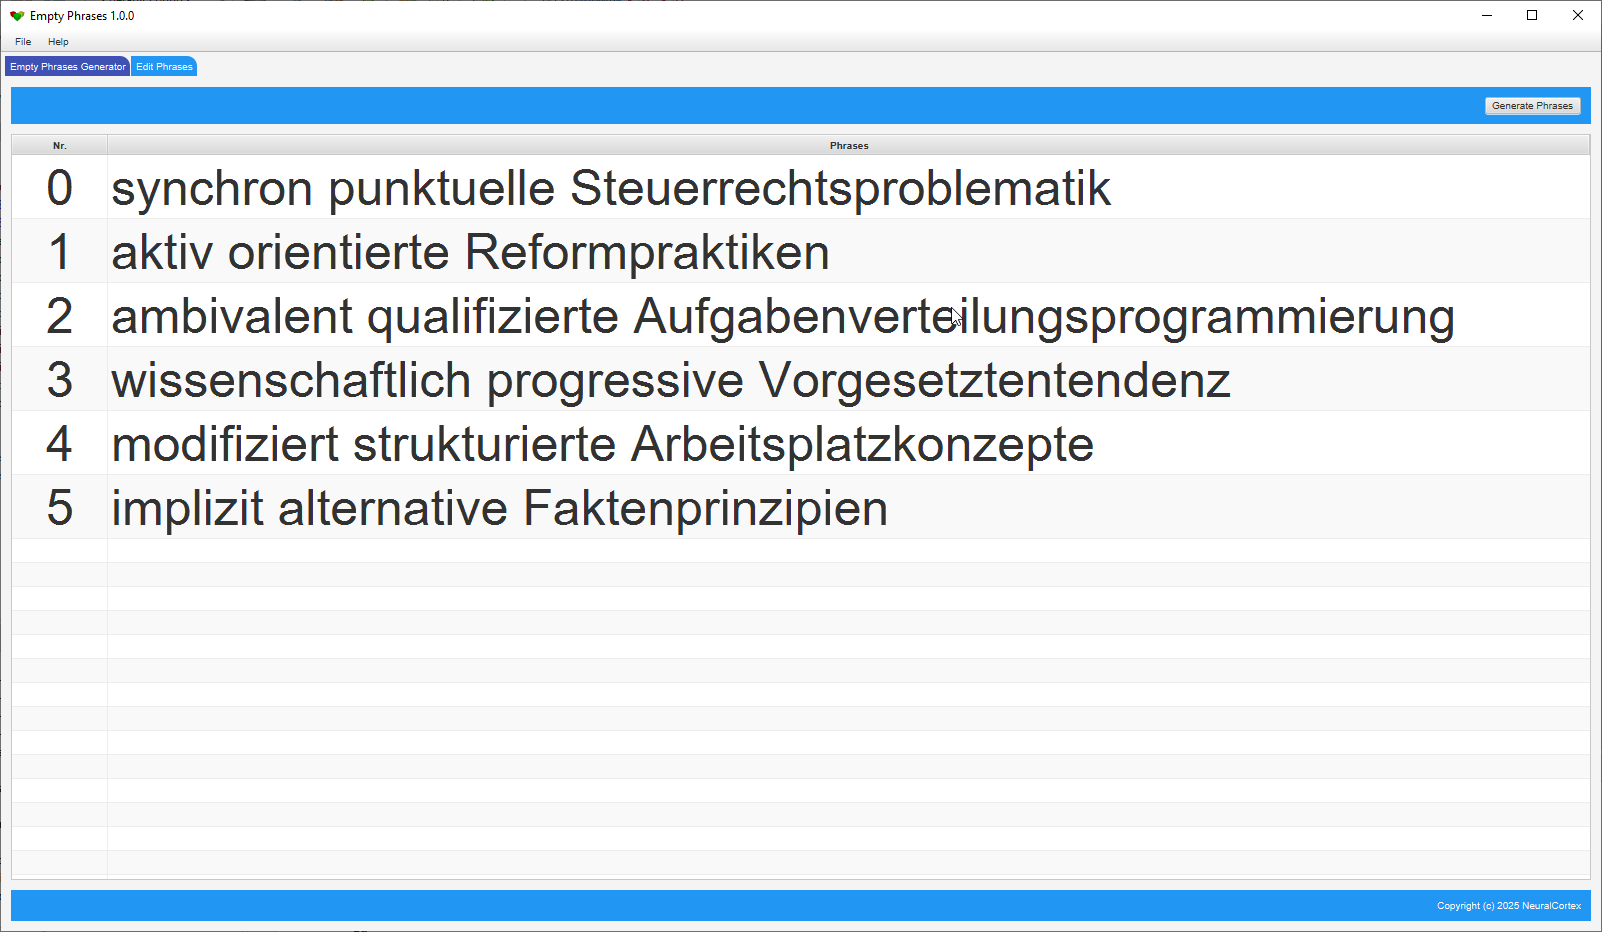 Empty Phrases 1.0.0
File Help
Empty Phrases Generator Edit Phrases
Generate Phrases
Nr. Phrases
0 synchron punktuelle Steuerrechtsproblematik
1 aktiv orientierte Reformpraktiken
2 ambivalent qualifizierte Aufgabenverteilungsprogrammierung
3 wissenschaftlich progressive Vorgesetztentendenz
4 modifiziert strukturierte Arbeitsplatzkonzepte
5 implizit alternative Faktenprinzipien
Copyright (c) 2025 NeuralCortex